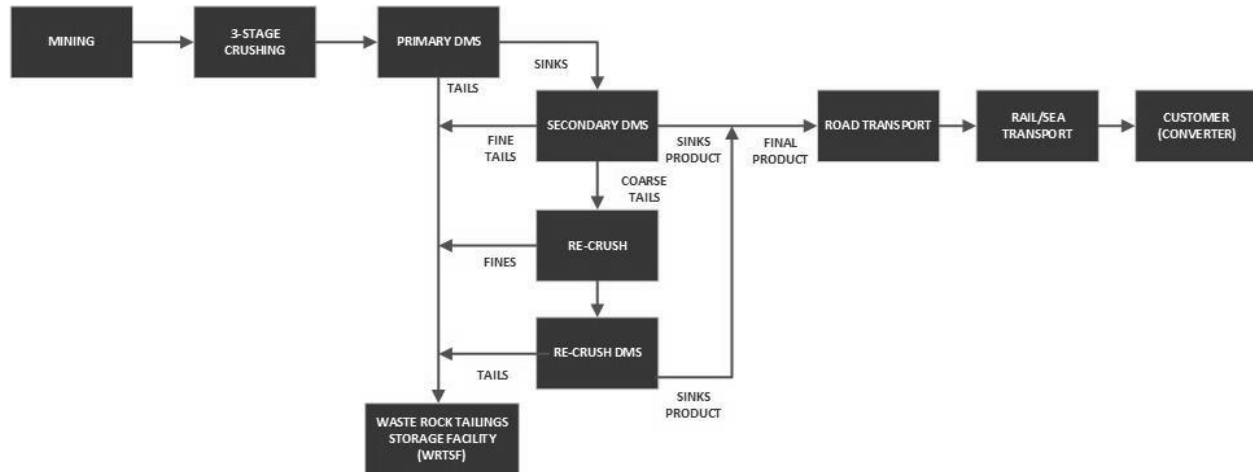 MINING
3-STAGE
CRUSHING
PRIMARY DMS
SINKS
TAILS
SECONDARY DMS
ROAD TRANSPORT
RAIL/SEA
TRANSPORT
CUSTOMER
(CONVERTER)
FINE
TAILS
SINKS
PRODUCT
FINAL
PRODUCT
COARSE
TAILS
RE-CRUSH
FINES
RE-CRUSH DMS
TAILS
SINKS
PRODUCT
WASTE ROCK TAILINGS
STORAGE FACILITY
(WRTSF)